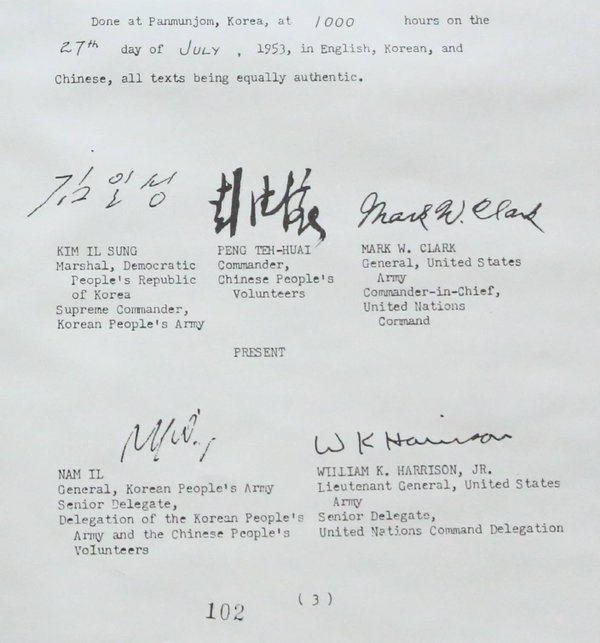 Done at Panmunjom, Korea, at 1000 hours on the
27th day of JULY, 1953, in English, Korean, and
Chinese, all texts being equally authentic.
김일성
彭德懷
Mark W. Clark
KIM IL SUNG
Marshal, Democratic
People's Republic
of Korea
Supreme Commander,
Korean People's Army
PENG TEH-HUAI
Commander,
Chinese People's
Volunteers
MARK W. CLARK
General, United States
Army
Commander-in-Chief,
United Nations
Command
PRESENT
W K Harrison
NAM IL
General, Korean People's Army
Senior Delegate,
Delegation of the Korean People's
Army and the Chinese People's
Volunteers
WILLIAM K. HARRISON, JR.
Lieutenant General, United States
Army
Senior Delegate,
United Nations Command Delegation
(3)
102